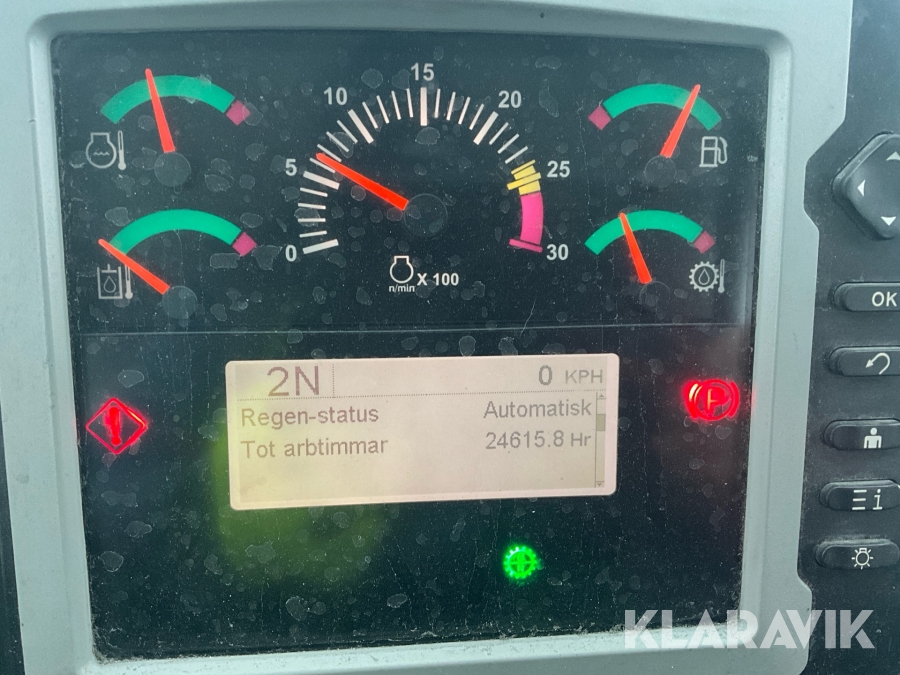 15
10
20
5
25
0
30
n/min X 100
2N 0 KPH
Regen-status Automatisk
Tot arbtimmar 24615.8 Hr
P
OK
i
KLARAVIK